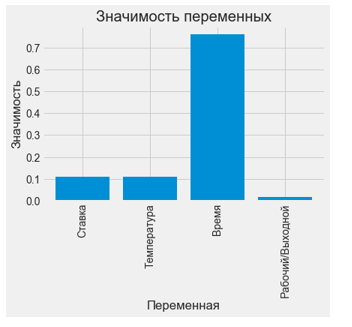 Значимость переменных
Значимость
0.7
0.6
0.5
0.4
0.3
0.2
0.1
0.0
Ставка
Температура
Время
Рабочий/Выходной
Переменная